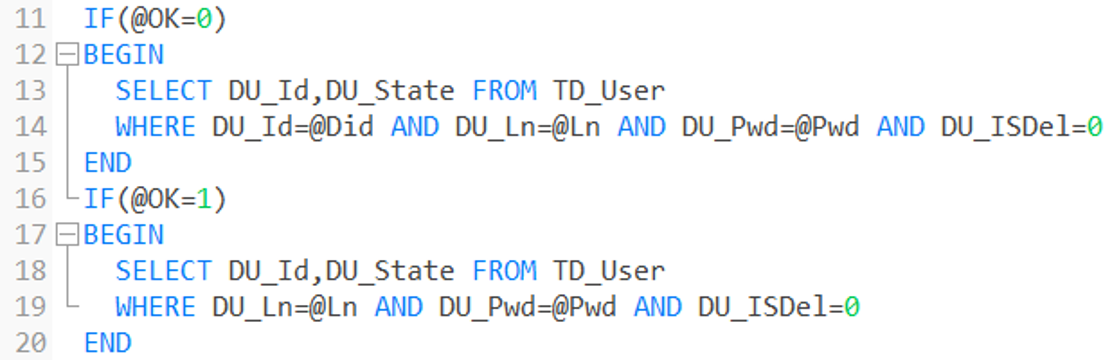 11 IF(@OK=0)
12 BEGIN
13 SELECT DU_Id,DU_State FROM TD_User
14 WHERE DU_Id=@Did AND DU_Ln=@Ln AND DU_Pwd=@Pwd AND DU_ISDel=0
15 END
16 IF(@OK=1)
17 BEGIN
18 SELECT DU_Id,DU_State FROM TD_User
19 WHERE DU_Ln=@Ln AND DU_Pwd=@Pwd AND DU_ISDel=0
20 END